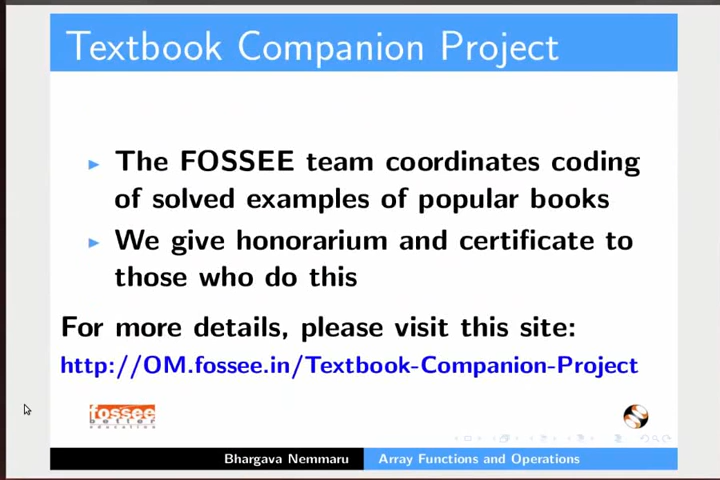 Textbook Companion Project
The FOSSEE team coordinates coding
of solved examples of popular books
We give honorarium and certificate to
those who do this
For more details, please visit this site:
http://OM.fossee.in/Textbook-Companion-Project
fossee
better
education
Bhargava Nemmaru Array Functions and Operations